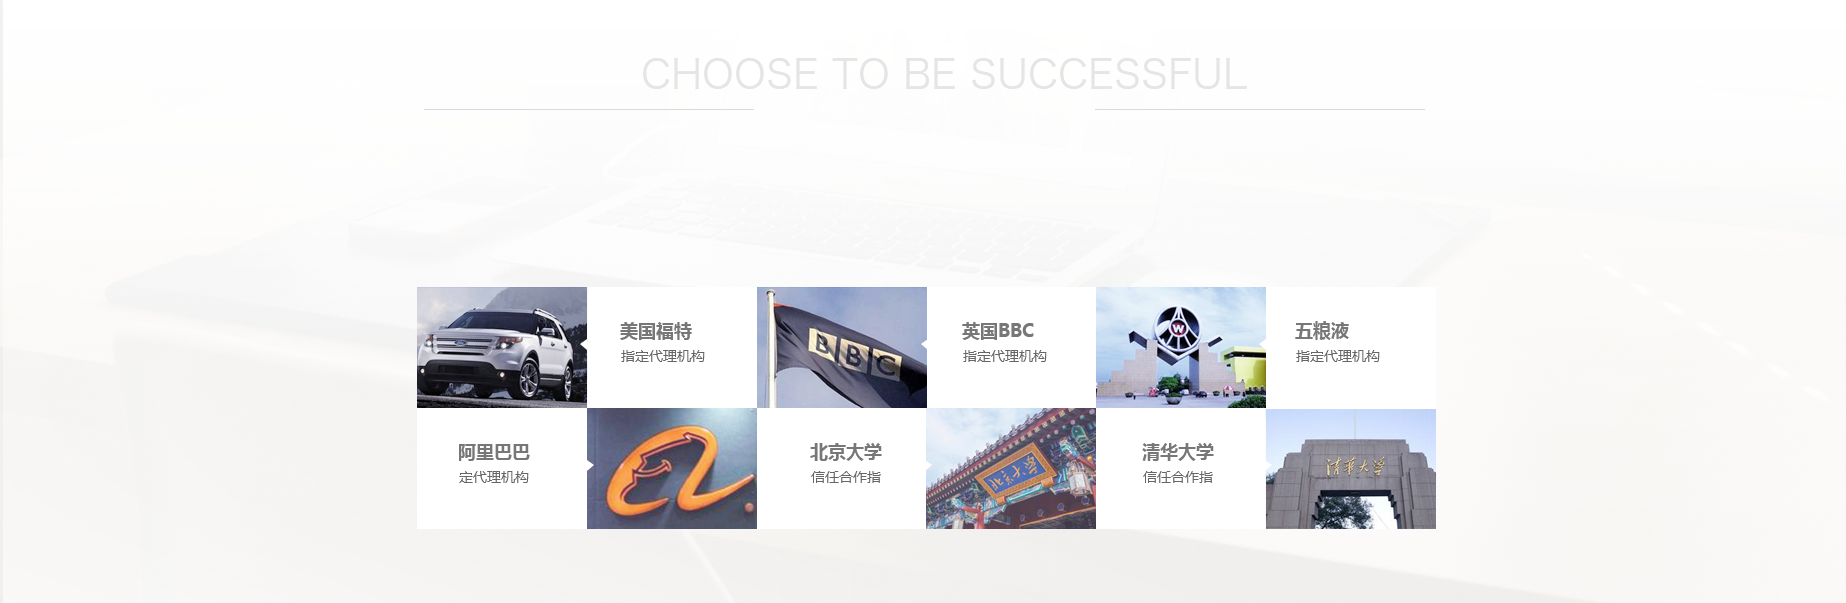 CHOOSE TO BE SUCCESSFUL
美国福特
指定代理机构
BBC
英国BBC
指定代理机构
W
五粮液
指定代理机构
阿里巴巴
定代理机构
北京大学
信任合作指
北京大学
清华大学
信任合作指
清華大学